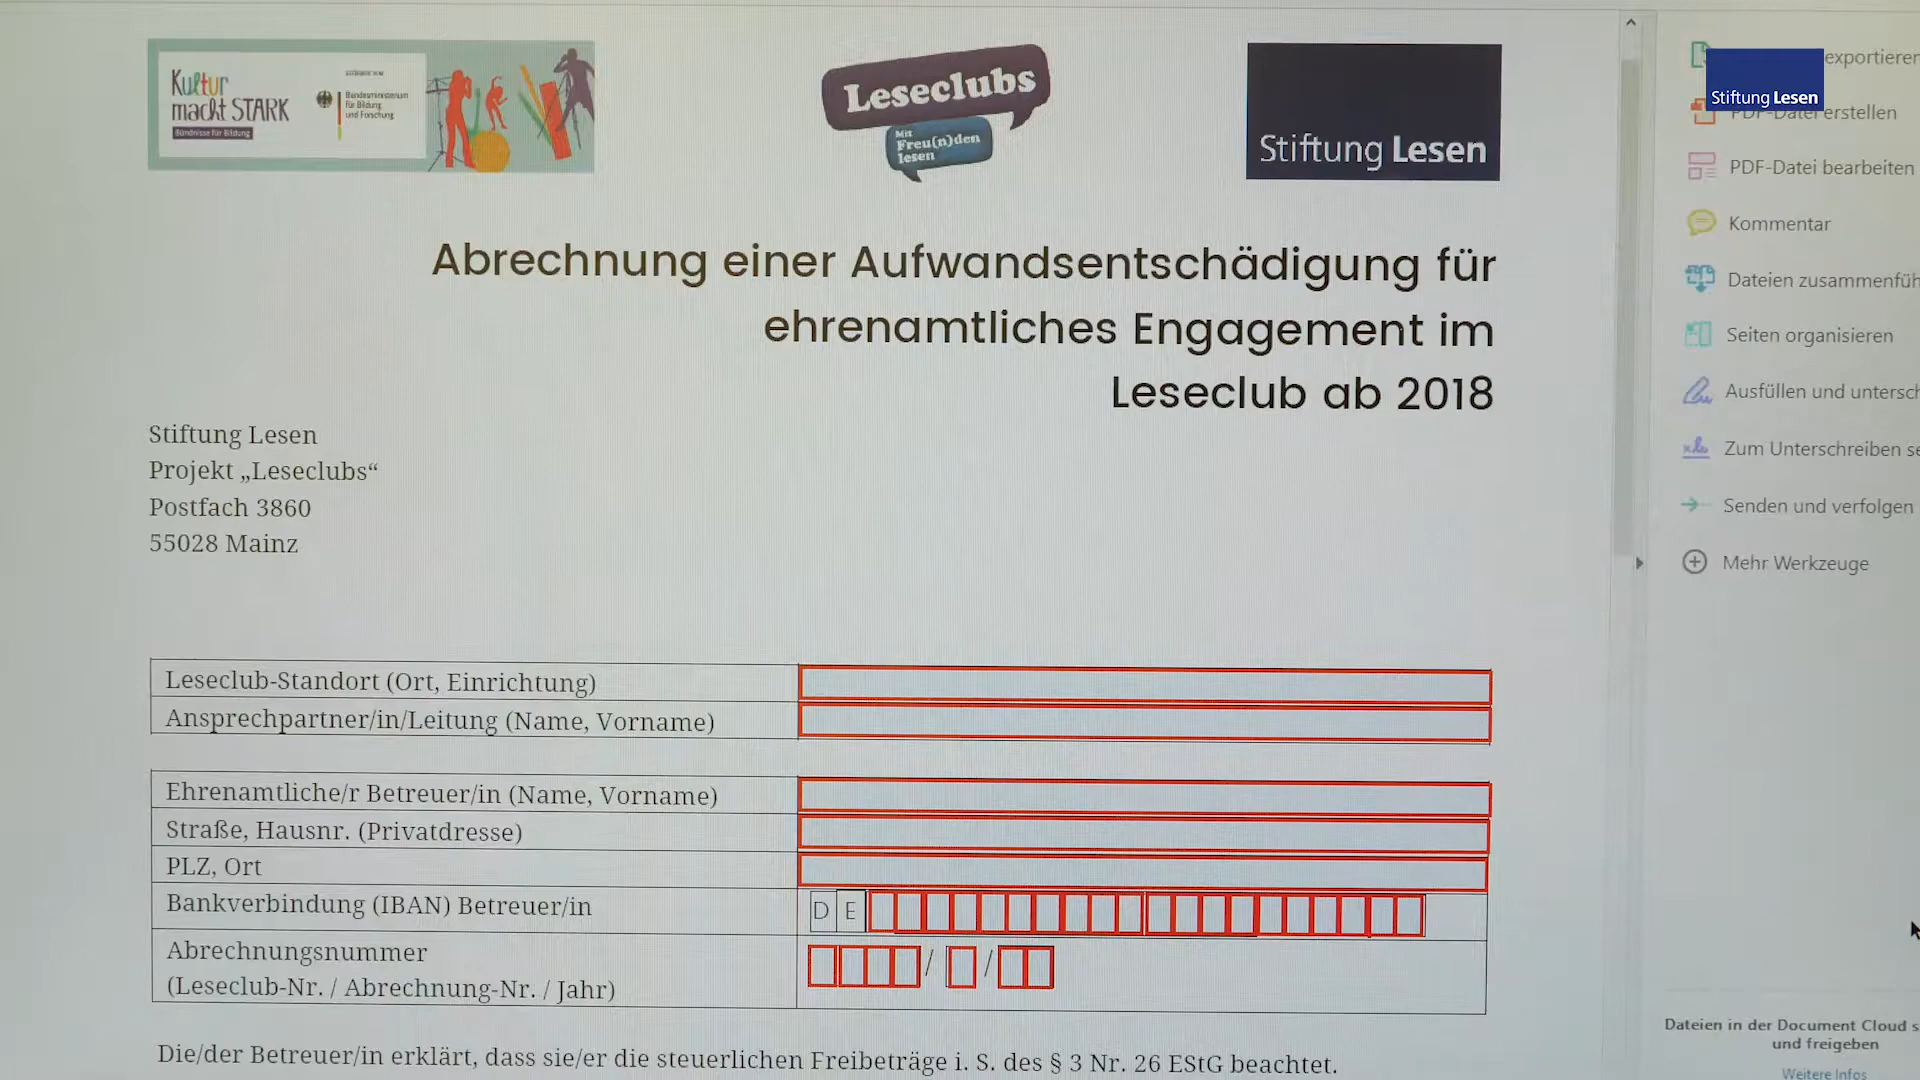 Kultur
macht STARK
Bündnisse für Bildung
Bundesministerium
für Bildung
und Forschung
Leseclubs
Mit
Freu(n)den
lesen
Stiftung Lesen
Stiftung Lesen
Abrechnung einer Aufwandsentschädigung für
ehrenamtliches Engagement im
Leseclub ab 2018
Stiftung Lesen
Projekt „Leseclubs“
Postfach 3860
55028 Mainz
Leseclub-Standort (Ort, Einrichtung)
Ansprechpartner/in/Leitung (Name, Vorname)
Ehrenamtliche/r Betreuer/in (Name, Vorname)
Straße, Hausnr. (Privatdresse)
PLZ, Ort
Bankverbindung (IBAN) Betreuer/in D E
Abrechnungsnummer / /
(Leseclub-Nr. / Abrechnung-Nr. / Jahr)
Die/der Betreuer/in erklärt, dass sie/er die steuerlichen Freibeträge i. S. des § 3 Nr. 26 EStG beachtet.
exportieren
PDF-Datei erstellen
PDF-Datei bearbeiten
Kommentar
Dateien zusammenfüh
Seiten organisieren
Ausfüllen und untersch
Zum Unterschreiben se
Senden und verfolgen
Mehr Werkzeuge
Dateien in der Document Cloud s
und freigeben
Weitere Infos